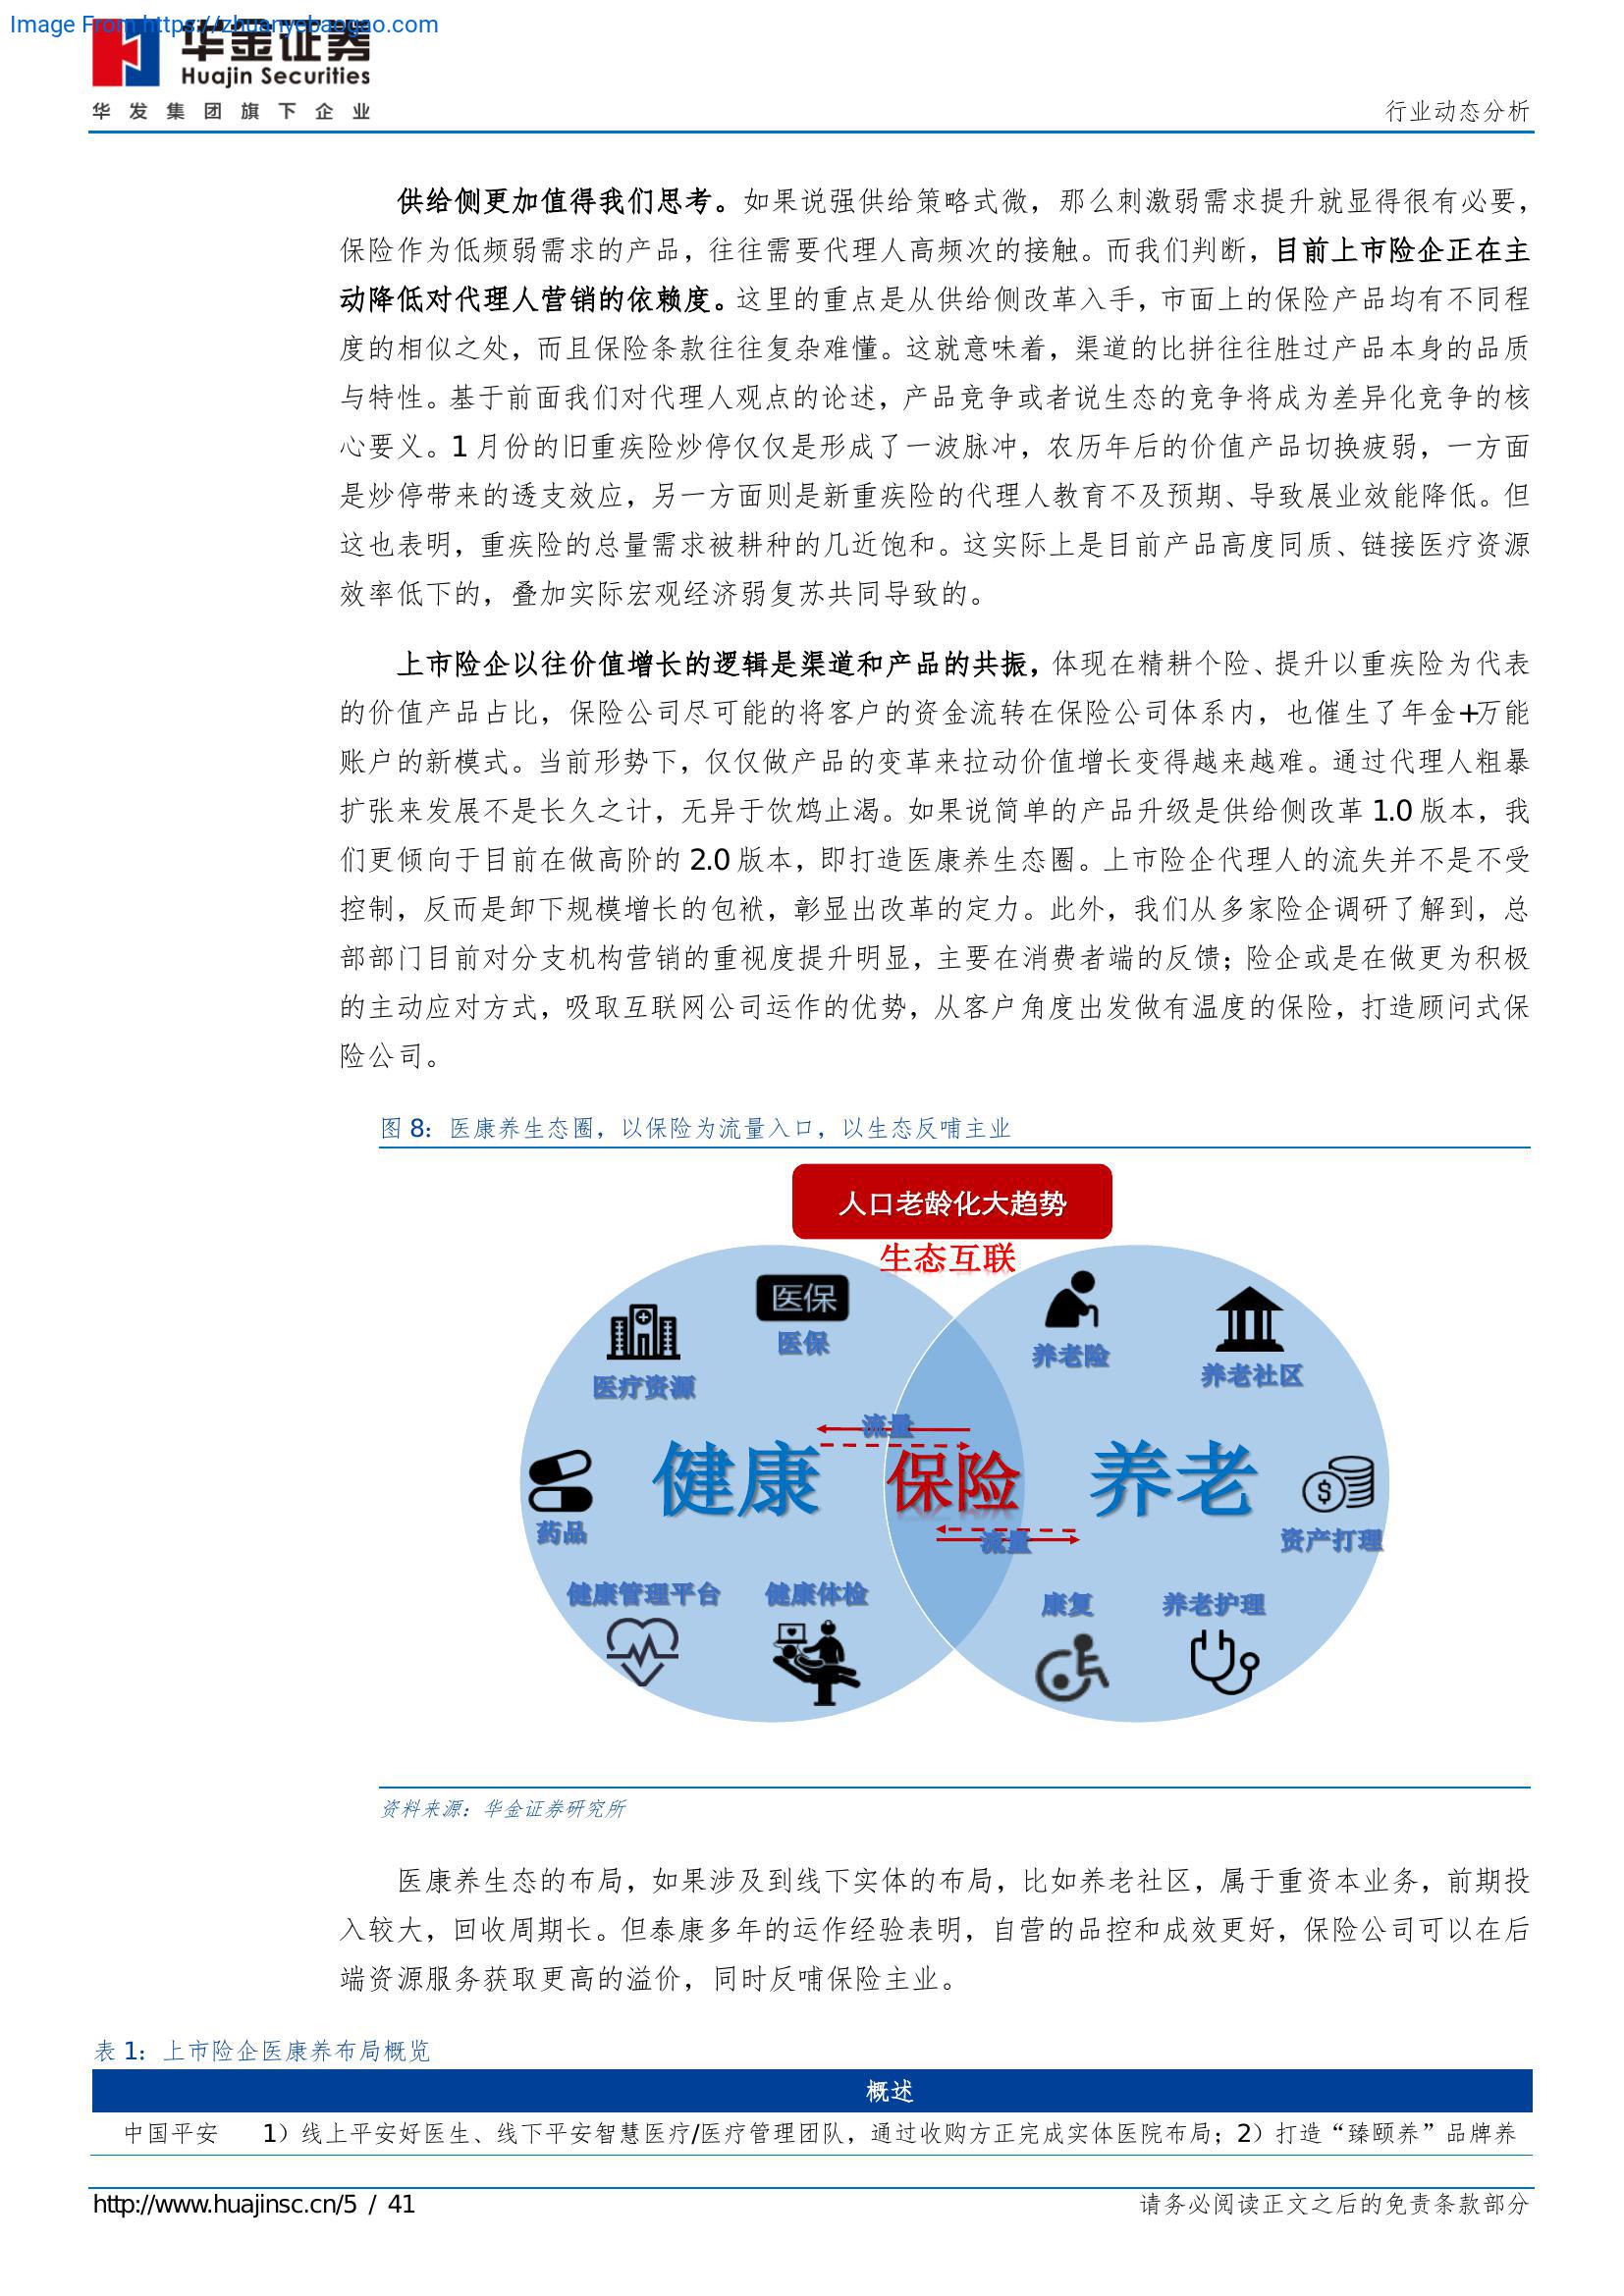 Image From https://zhuanyebaogao.com
华金证券
Huajin Securities
华发集团旗下企业
行业动态分析
供给侧更加值得我们思考。如果说强供给策略式微，那么刺激弱需求提升就显得很有必要，
保险作为低频弱需求的产品，往往需要代理人高频次的接触。而我们判断，目前上市险企正在主
动降低对代理人营销的依赖度。这里的重点是从供给侧改革入手，市面上的保险产品均有不同程
度的相似之处，而且保险条款往往复杂难懂。这就意味着，渠道的比拼往往胜过产品本身的品质
与特性。基于前面我们对代理人观点的论述，产品竞争或者说生态的竞争将成为差异化竞争的核
心要义。1 月份的旧重疾险炒停仅仅是形成了一波脉冲，农历年后的价值产品切换疲弱，一方面
是炒停带来的透支效应，另一方面则是新重疾险的代理人教育不及预期、导致展业效能降低。但
这也表明，重疾险的总量需求被耕种的几近饱和。这实际上是目前产品高度同质、链接医疗资源
效率低下的，叠加实际宏观经济弱复苏共同导致的。
上市险企以往价值增长的逻辑是渠道和产品的共振，体现在精耕个险、提升以重疾险为代表
的价值产品占比，保险公司尽可能的将客户的资金流转在保险公司体系内，也催生了年金+万能
账户的新模式。当前形势下，仅仅做产品的变革来拉动价值增长变得越来越难。通过代理人粗暴
扩张来发展不是长久之计，无异于饮鸩止渴。如果说简单的产品升级是供给侧改革 1.0 版本，我
们更倾向于目前在做高阶的 2.0 版本，即打造医康养生态圈。上市险企代理人的流失并不是不受
控制，反而是卸下规模增长的包袱，彰显出改革的定力。此外，我们从多家险企调研了解到，总
部部门目前对分支机构营销的重视度提升明显，主要在消费者端的反馈；险企或是在做更为积极
的主动应对方式，吸取互联网公司运作的优势，从客户角度出发做有温度的保险，打造顾问式保
险公司。
图 8：医康养生态圈，以保险为流量入口，以生态反哺主业
人口老龄化大趋势
生态互联
医保
医保
医疗资源
养老险
养老社区
流量
健康
保险
养老
药品
流量
资产打理
健康管理平台
健康体检
康复
养老护理
资料来源：华金证券研究所
医康养生态的布局，如果涉及到线下实体的布局，比如养老社区，属于重资本业务，前期投
入较大，回收周期长。但泰康多年的运作经验表明，自营的品控和成效更好，保险公司可以在后
端资源服务获取更高的溢价，同时反哺保险主业。
表 1：上市险企医康养布局概览
概述
中国平安 1）线上平安好医生、线下平安智慧医疗/医疗管理团队，通过收购方正完成实体医院布局；2）打造“臻颐养”品牌养
http://www.huajinsc.cn/5 / 41
请务必阅读正文之后的免责条款部分